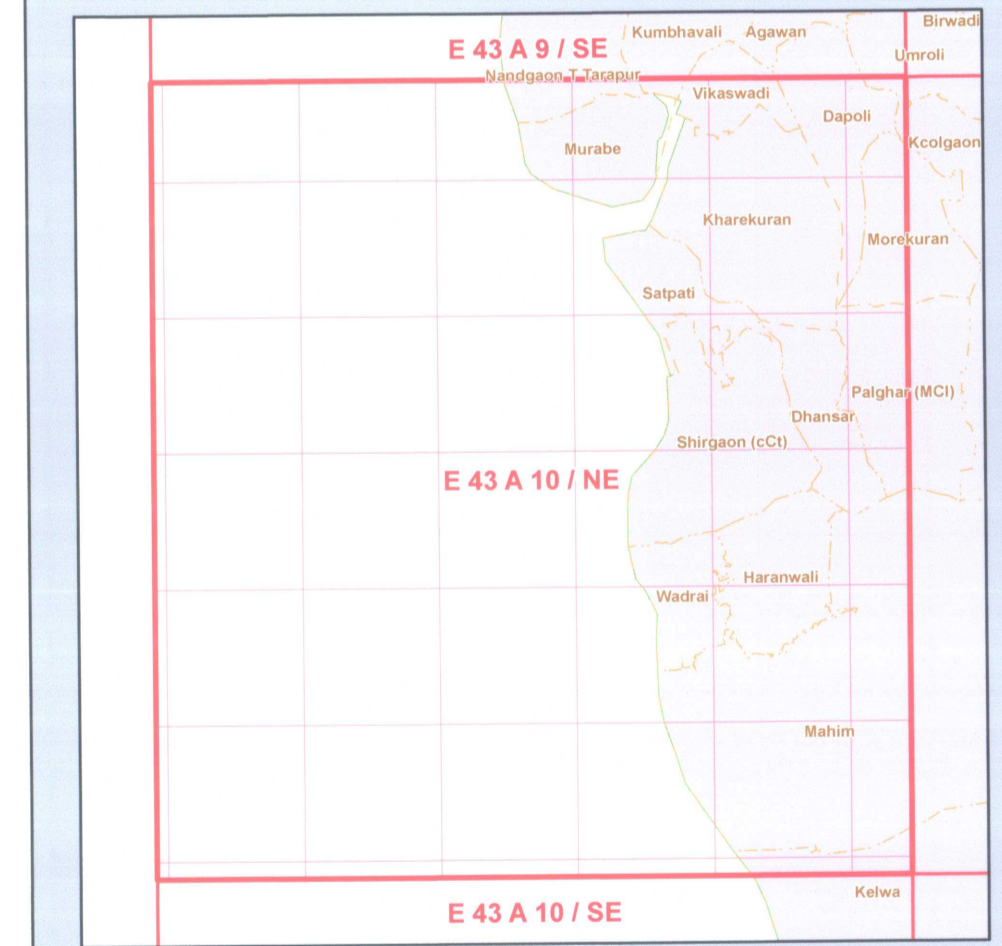 Birwadi
Kumbhavali
Agawan
E 43 A 9 / SE
Umroli
Nandgaon T Tarapur
Vikaswadi
Dapoli
Kcolgaon
Murabe
Kharekuran
Morekuran
Satpati
Palghar (MCl)
Dhansar
Shirgaon (cCt)
E 43 A 10 / NE
Haranwali
Wadrai
Mahim
Kelwa
E 43 A 10 / SE